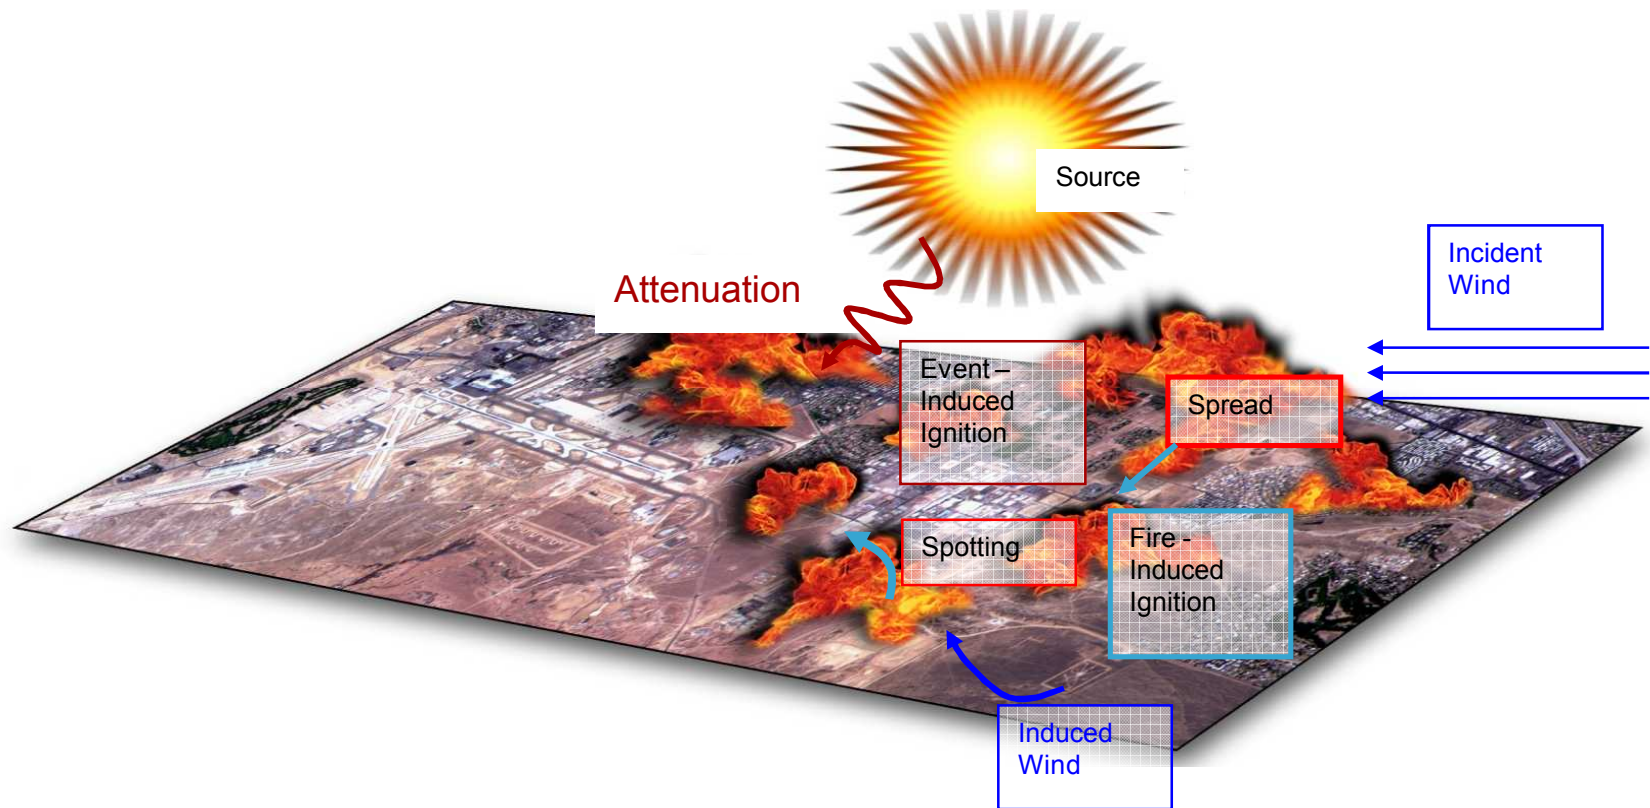 Source
Incident
Wind
Attenuation
Event –
Induced
Ignition
Spread
Spotting
Fire -
Induced
Ignition
Induced
Wind